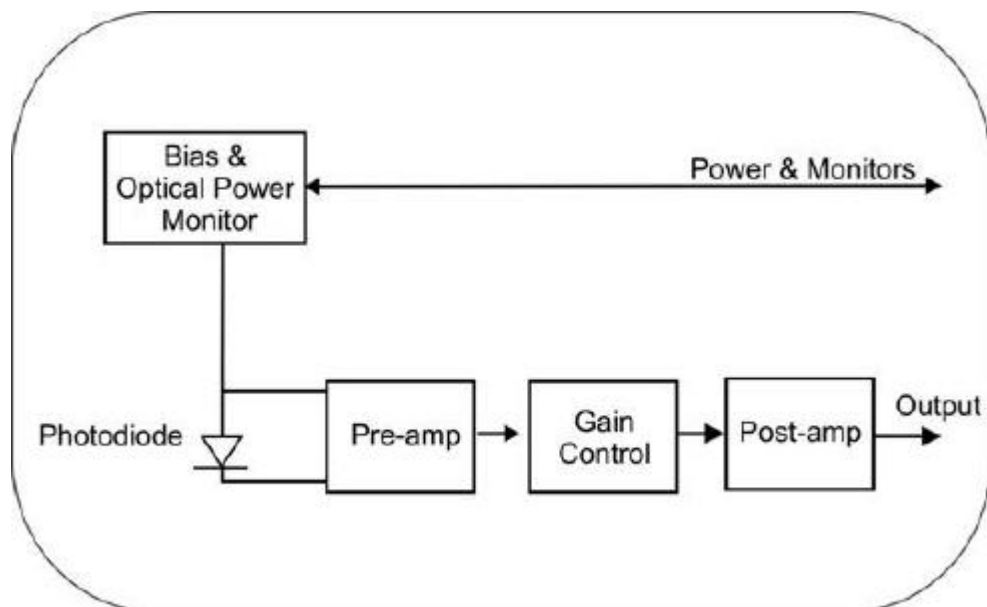 Bias &
Optical Power
Monitor
Power & Monitors
Photodiode
Pre-amp
Gain
Control
Post-amp
Output